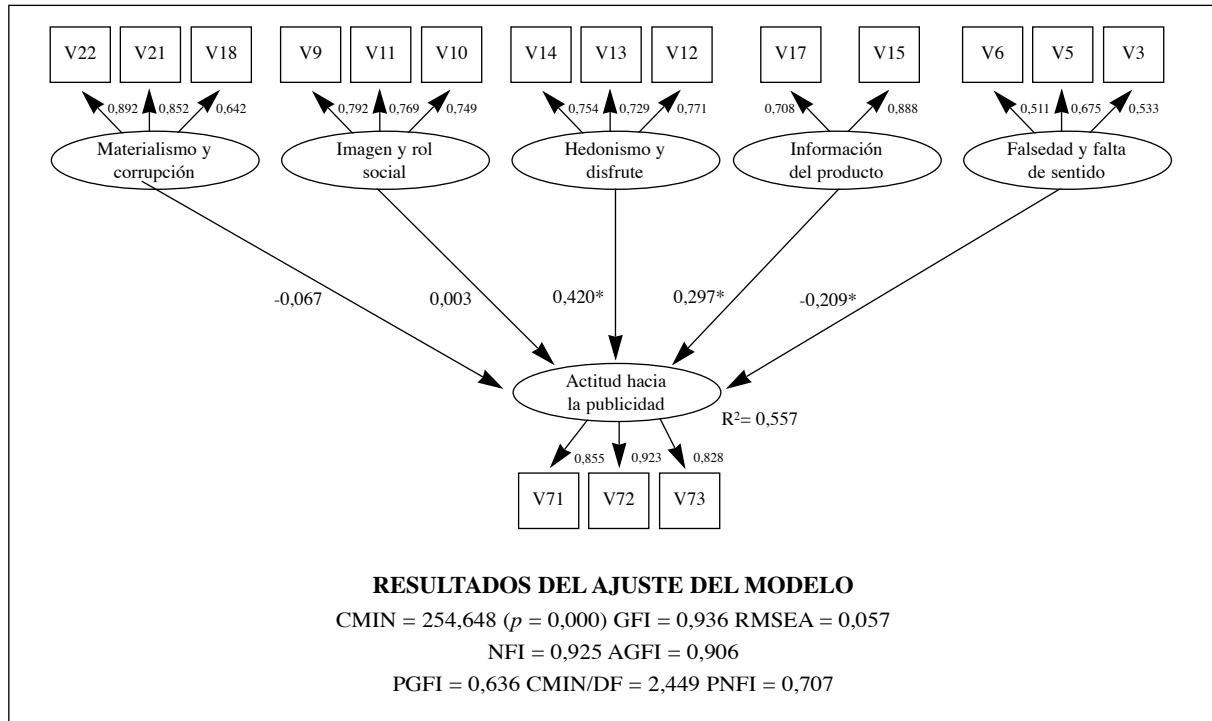 V22 V21 V18 V9 V11 V10 V14 V13 V12 V17 V15 V6 V5 V3
0,892 0,852 0,642 0,792 0,769 0,749 0,754 0,729 0,771 0,708 0,888 0,511 0,675 0,533
Materialismo y Imagen y rol Hedonismo y Información Falsedad y falta
corrupción social disfrute del producto de sentido
-0,067 0,003 0,420* 0,297* -0,209*
Actitud hacia
la publicidad
R²= 0,557
0,855 0,923 0,828
V71 V72 V73
RESULTADOS DEL AJUSTE DEL MODELO
CMIN = 254,648 (p = 0,000) GFI = 0,936 RMSEA = 0,057
NFI = 0,925 AGFI = 0,906
PGFI = 0,636 CMIN/DF = 2,449 PNFI = 0,707